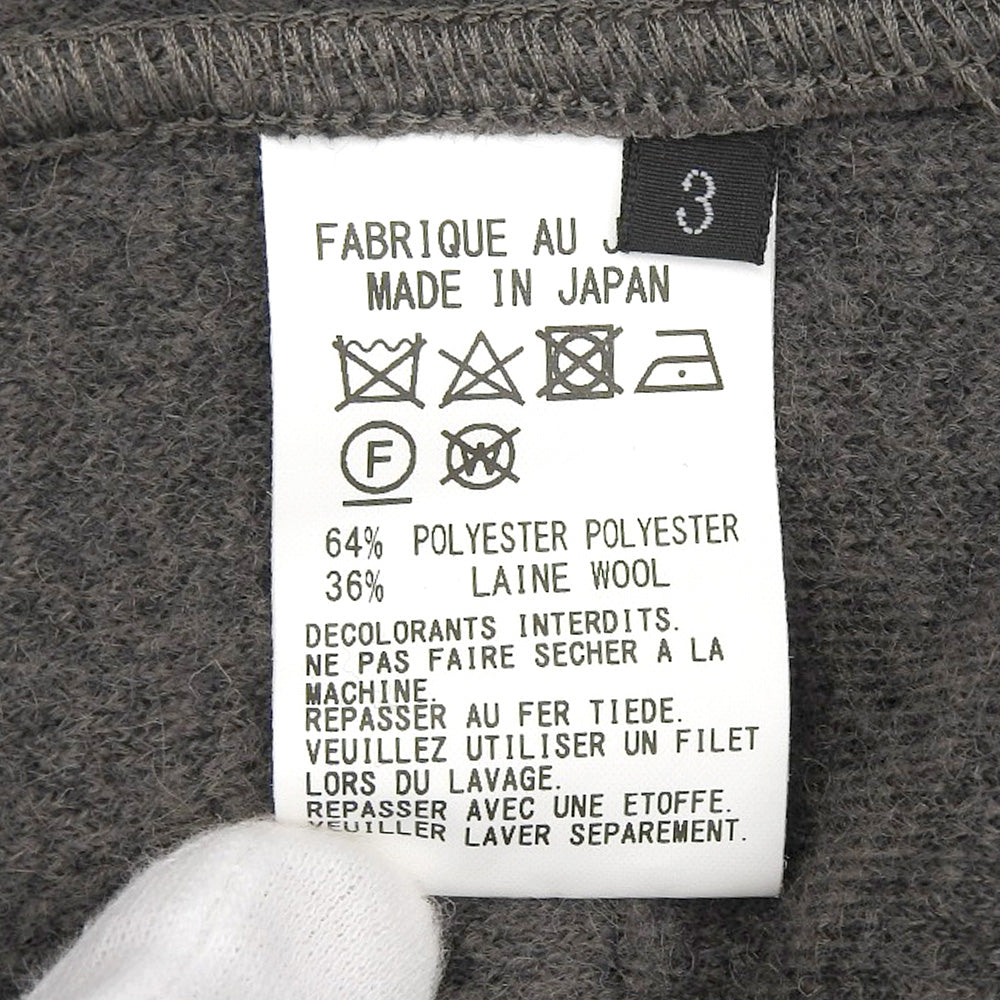 3
FABRIQUE AU
MADE IN JAPAN
F W
64% POLYESTER POLYESTER
36% LAINE WOOL
DECOLORANTS INTERDITS.
NE PAS FAIRE SECHER A LA
MACHINE.
REPASSER AU FER TIEDE.
VEUILLEZ UTILISER UN FILET
LORS DU LAVAGE.
REPASSER AVEC UNE ETOFFE.
VEUILLER LAVER SEPAREMENT.